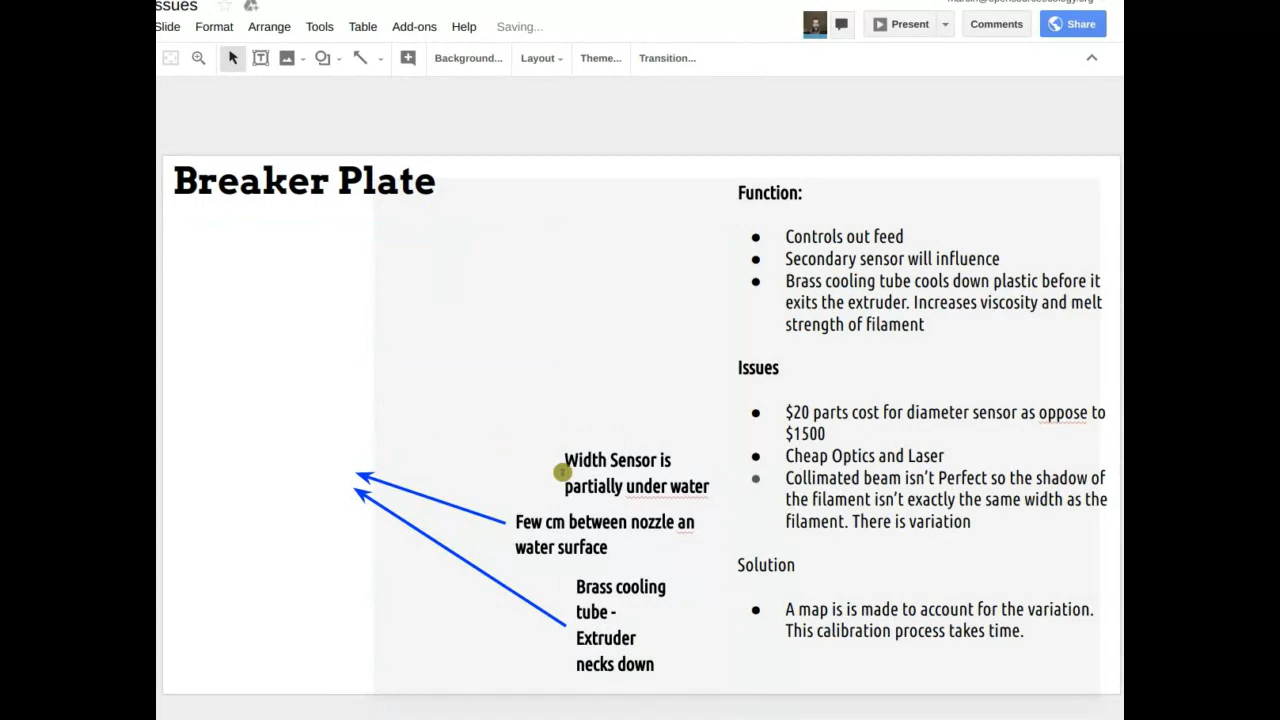 ssues
Slide Format Arrange Tools Table Add-ons Help Saving...
Present Comments Share
Background... Layout Theme... Transition...
Breaker Plate
Function:
● Controls out feed
● Secondary sensor will influence
● Brass cooling tube cools down plastic before it
exits the extruder. Increases viscosity and melt
strength of filament
Issues
● $20 parts cost for diameter sensor as oppose to
$1500
● Cheap Optics and Laser
● Collimated beam isn't Perfect so the shadow of
the filament isn't exactly the same width as the
filament. There is variation
Solution
● A map is is made to account for the variation.
This calibration process takes time.
Width Sensor is
partially under water
Few cm between nozzle an
water surface
Brass cooling
tube -
Extruder
necks down